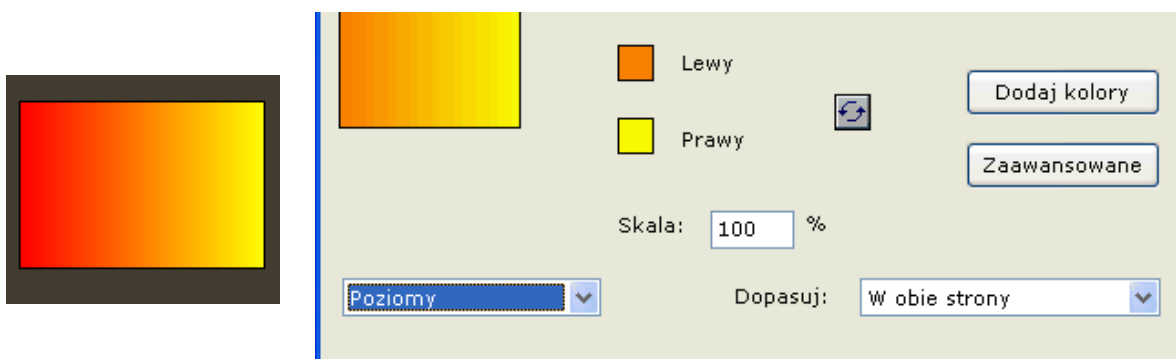 Lewy
Dodaj kolory
Prawy
Zaawansowane
Skala: 100 %
Poziomy Dopasuj: W obie strony